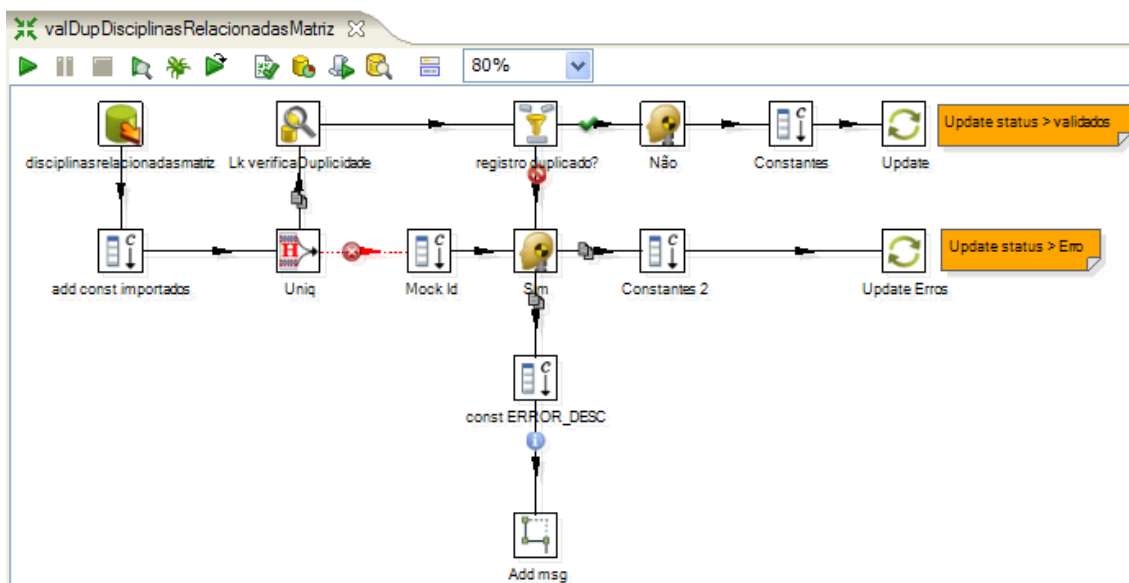 valDupDisciplinasRelacionadasMatriz
80%
disciplinasrelacionadasmatriz
Lk verificaDuplicidade
registro duplicado?
Não
Constantes
Update
Update status > validados
add const importados
Uniq
Mock Id
Sim
Constantes 2
Update Erros
Update status > Erro
const ERROR_DESC
Add msg